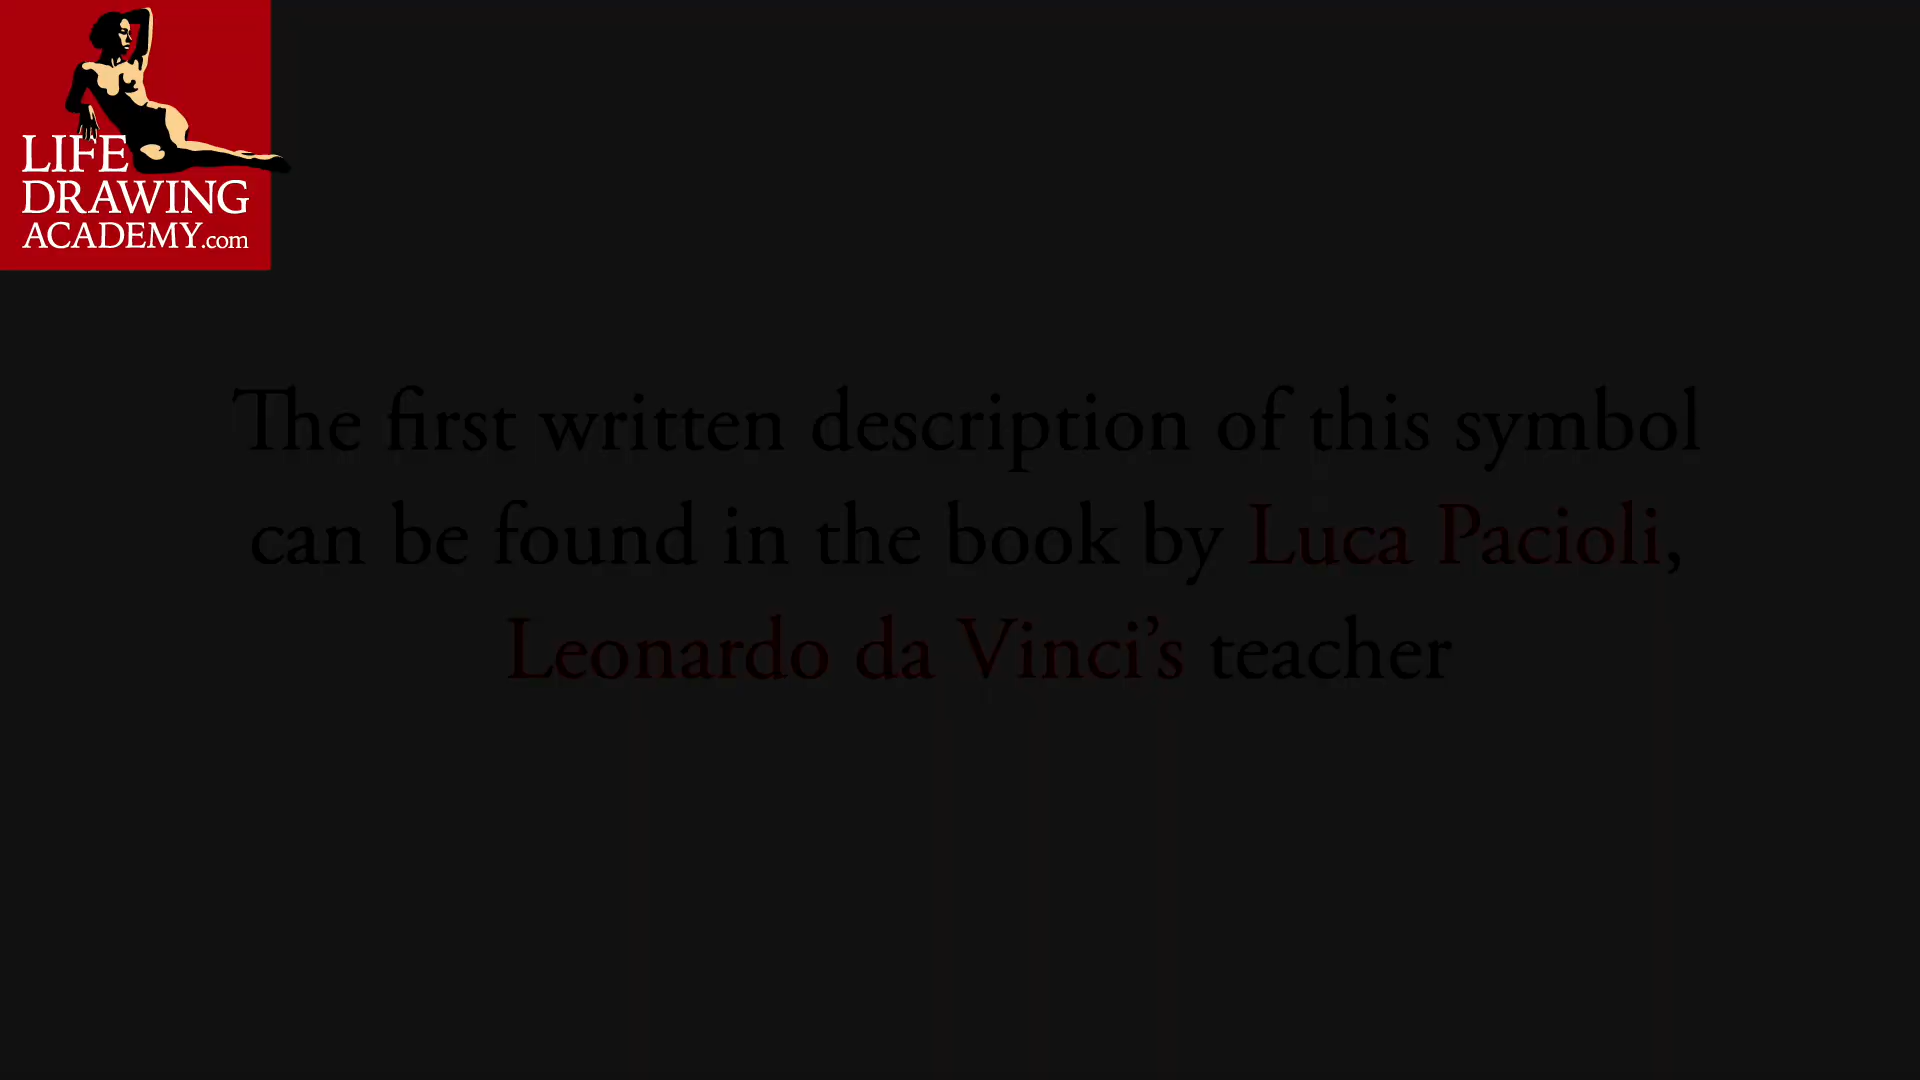 LIFE
DRAWING
ACADEMY.com
The first written description of this symbol
can be found in the book by Luca Pacioli,
Leonardo da Vinci’s teacher